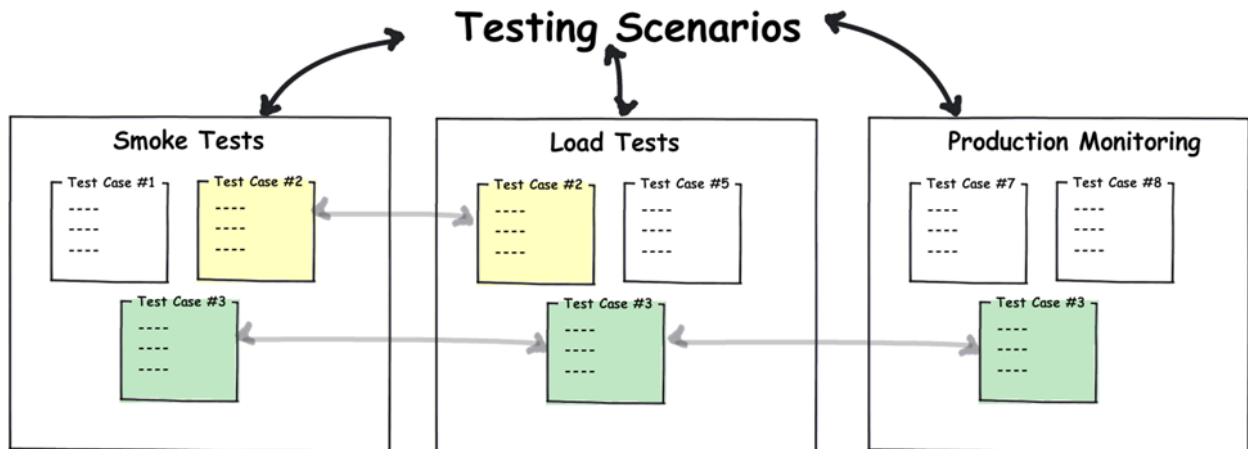 Testing Scenarios
Smoke Tests
Test Case #1
----
----
----
Test Case #2
----
----
----
Test Case #3
----
----
----
Load Tests
Test Case #2
----
----
----
Test Case #5
----
----
----
Test Case #3
----
----
----
Production Monitoring
Test Case #7
----
----
----
Test Case #8
----
----
----
Test Case #3
----
----
----